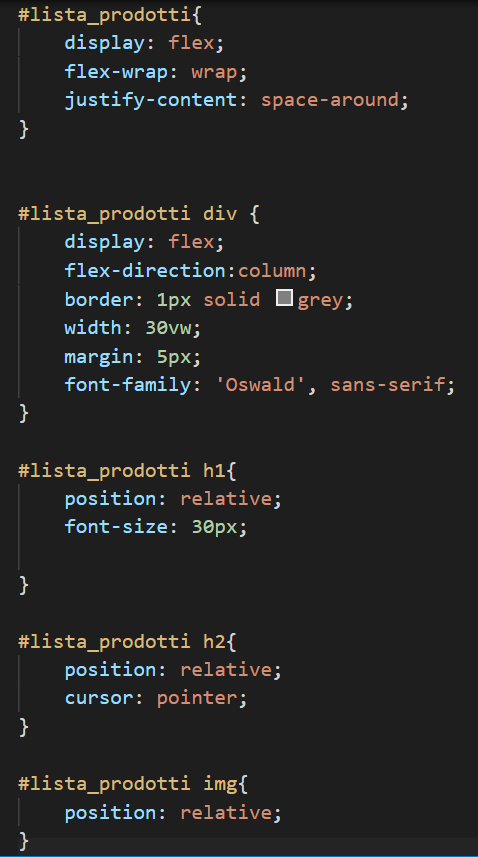 #lista_prodotti{
    display: flex;
    flex-wrap: wrap;
    justify-content: space-around;
}
#lista_prodotti div {
    display: flex;
    flex-direction:column;
    border: 1px solid grey;
    width: 30vw;
    margin: 5px;
    font-family: 'Oswald', sans-serif;
}
#lista_prodotti h1{
    position: relative;
    font-size: 30px;
}
#lista_prodotti h2{
    position: relative;
    cursor: pointer;
}
#lista_prodotti img{
    position: relative;
}